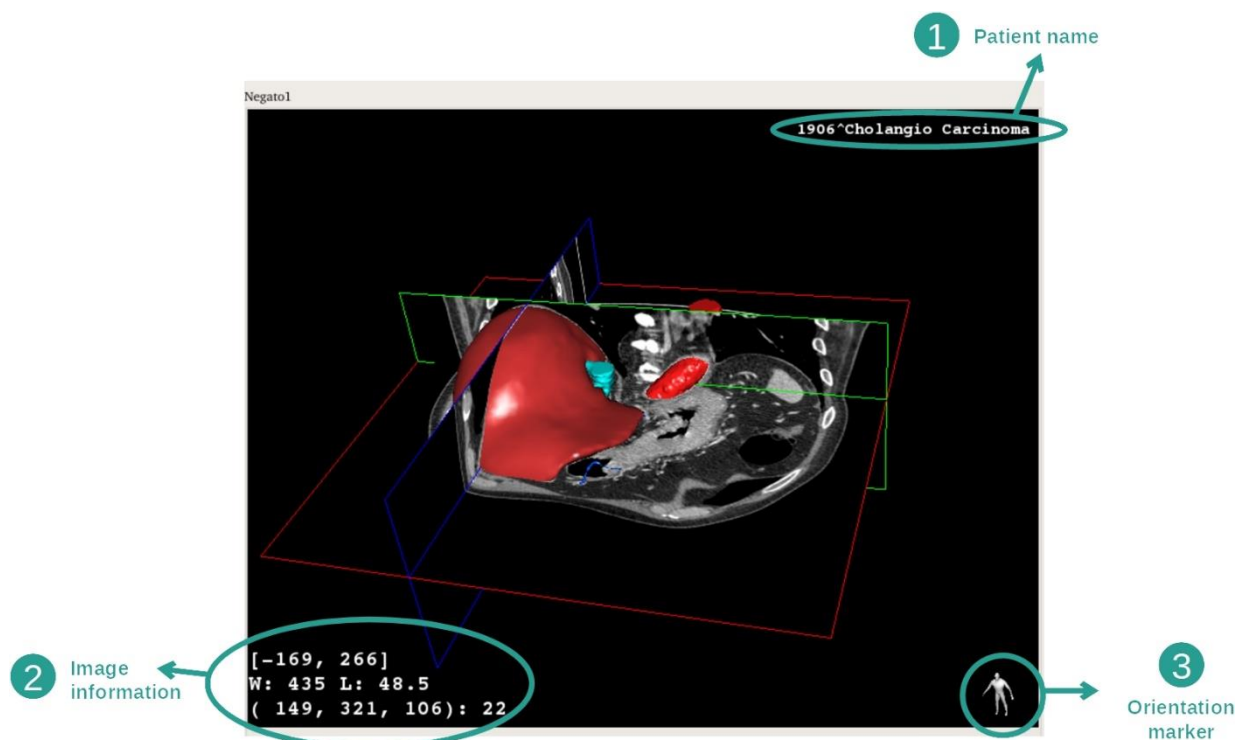 1 Patient name
Negato1
1906^Cholangio Carcinoma
[-169, 266]
W: 435 L: 48.5
( 149, 321, 106): 22
2 Image
information
3
Orientation
marker